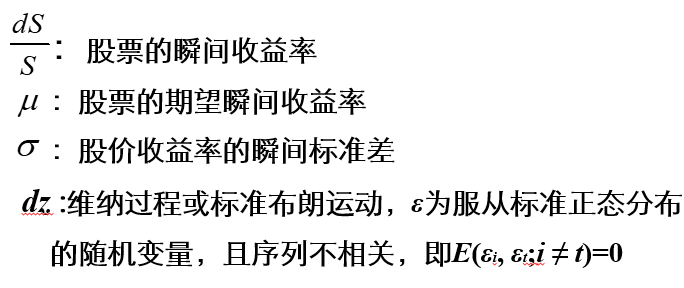 dS/S： 股票的瞬间收益率
μ ：股票的期望瞬间收益率
σ ：股价收益率的瞬间标准差
dz :维纳过程或标准布朗运动，ε为服从标准正态分布
的随机变量，且序列不相关，即E(εi, εt;i ≠ t)=0